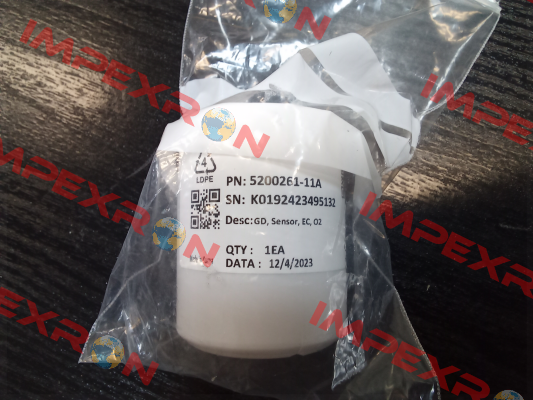 IMPEXRON
IMPEXRON
IMPEXRON
4
LDPE
PN: 5200261-11A
SN: K0192423495132
Desc: GD, Sensor, EC, O2
QTY : 1EA
DATA : 12/4/2023
IMPEXRON
IMPEXRON